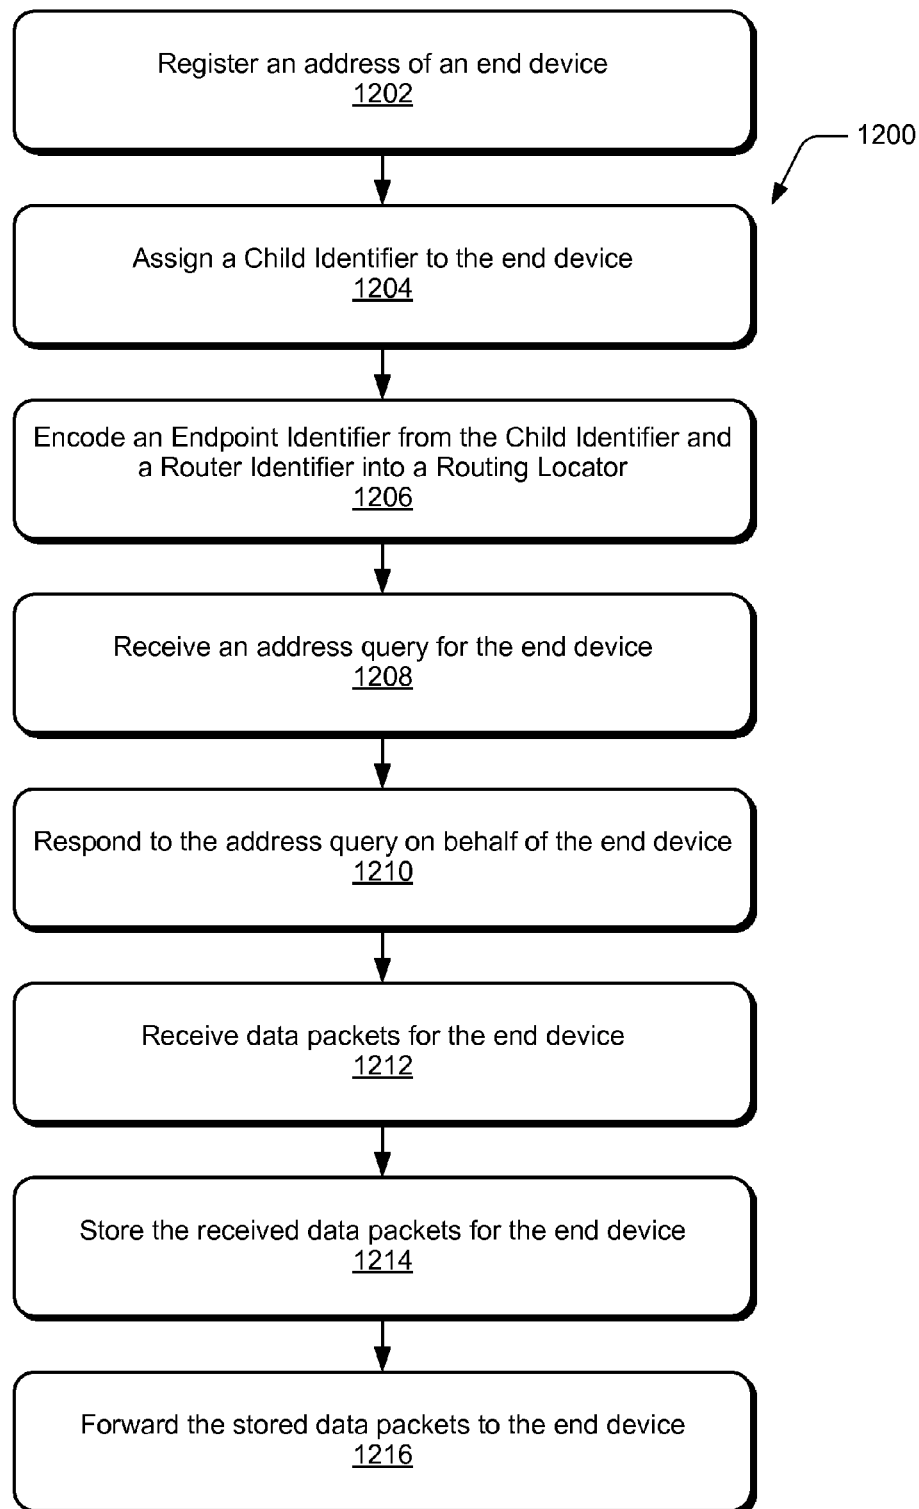 Register an address of an end device
1202
1200
Assign a Child Identifier to the end device
1204
Encode an Endpoint Identifier from the Child Identifier and
a Router Identifier into a Routing Locator
1206
Receive an address query for the end device
1208
Respond to the address query on behalf of the end device
1210
Receive data packets for the end device
1212
Store the received data packets for the end device
1214
Forward the stored data packets to the end device
1216